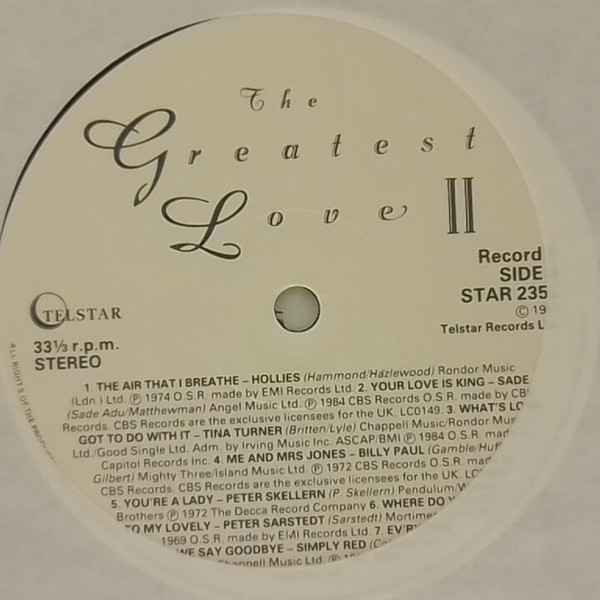 The
Greatest
Love II
Record
SIDE
STAR 235
© 19
Telstar Records L
TELSTAR
33⅓ r.p.m.
STEREO
ALL RIGHTS OF THE PRODUC
1. THE AIR THAT I BREATHE – HOLLIES (Hammond/Hazlewood) Rondor Music
(Ldn ) Ltd. ℗ 1974 O.S.R. made by EMI Records Ltd. 2. YOUR LOVE IS KING – SADE
(Sade Adu/Matthewman) Angel Music Ltd. ℗ 1984 CBS Records O.S.R. made by CB
Records. CBS Records are the exclusive licensees for the UK. LC0149. 3. WHAT'S LO
GOT TO DO WITH IT – TINA TURNER (Britten/Lyle) Chappell Music/Rondor Mus
Ltd./Good Single Ltd. Adm. by Irving Music Inc. ASCAP/BMI ℗ 1984 O.S.R. mad
Capitol Records Inc. 4. ME AND MRS JONES – BILLY PAUL (Gamble/Huff
Gilbert) Mighty Three/Island Music Ltd ℗ 1972 CBS Records O.S.R. mad
CBS Records. CBS Records are the exclusive licensees for the UK. LC
5. YOU'RE A LADY – PETER SKELLERN (P. Skellern) Pendulum/W
Brothers ℗ 1972 The Decca Record Company 6. WHERE DO Y
TO MY LOVELY – PETER SARSTEDT (Sarstedt) Mortime
1969 O.S.R. made by EMI Records Ltd 7. EV'RY
WE SAY GOODBYE – SIMPLY RED (Co
Chappell Music Ltd. ℗ 19